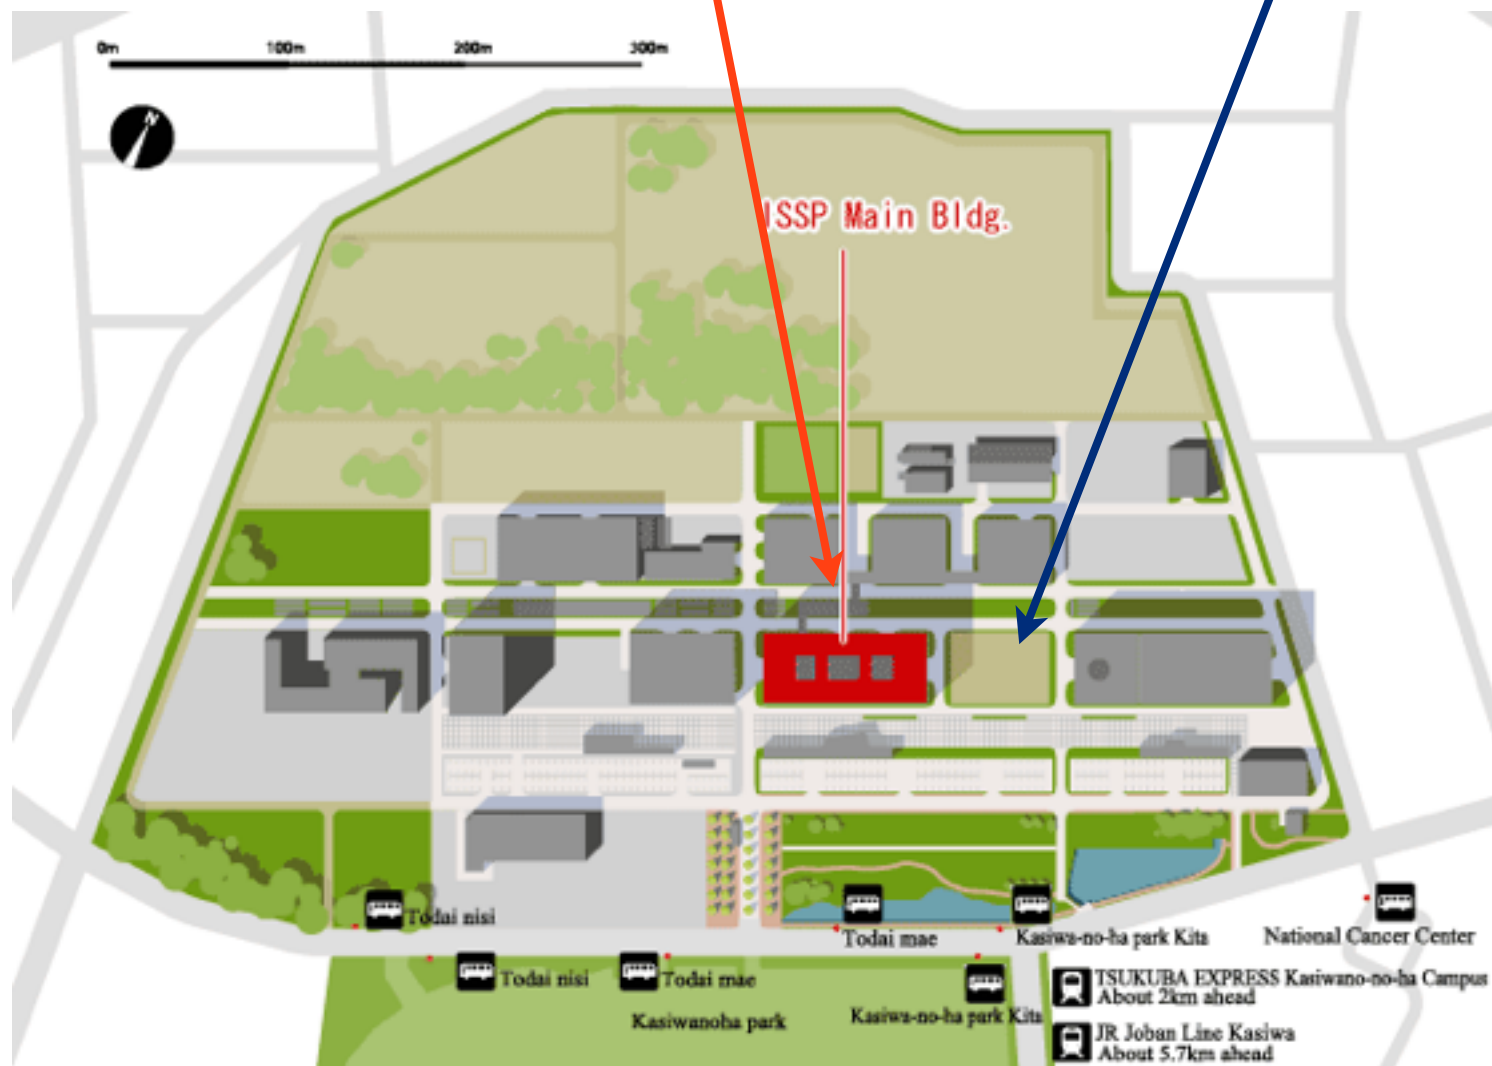 0m 100m 200m 300m
N
ISSP Main Bldg.
Todai nisi
Todai mae
Kasiwa-no-ha park Kita
National Cancer Center
Todai nisi
Todai mae
Kasiwa-no-ha park Kita
Kasiwanoha park
TSUKUBA EXPRESS Kasiwano-no-ha Campus
About 2km ahead
JR Joban Line Kasiwa
About 5.7km ahead